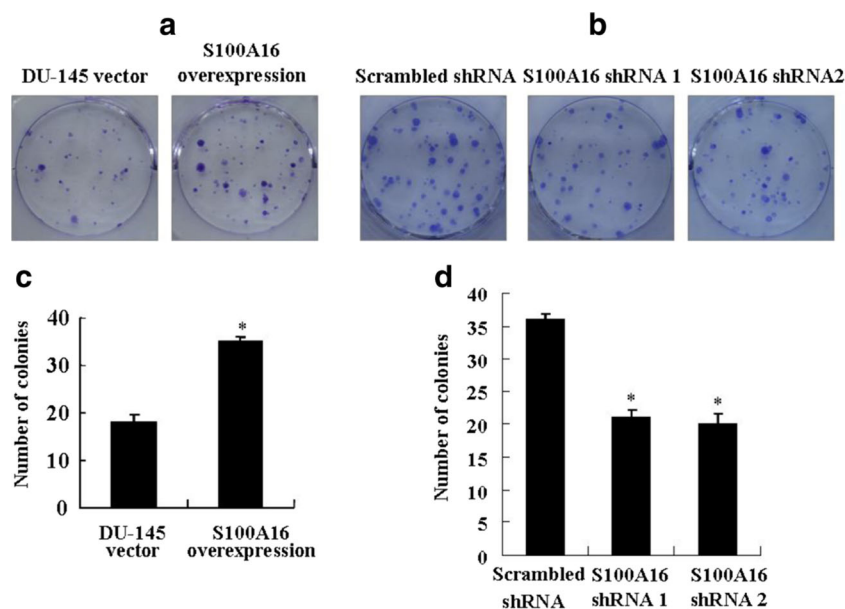 a
b
S100A16
DU-145 vector overexpression
Scrambled shRNA S100A16 shRNA 1 S100A16 shRNA2
c
Number of colonies
40
30
20
10
0
*
DU-145
vector
S100A16
overexpression
d
Number of colonies
40
35
30
25
20
15
10
5
0
*
*
Scrambled
shRNA
S100A16
shRNA 1
S100A16
shRNA 2